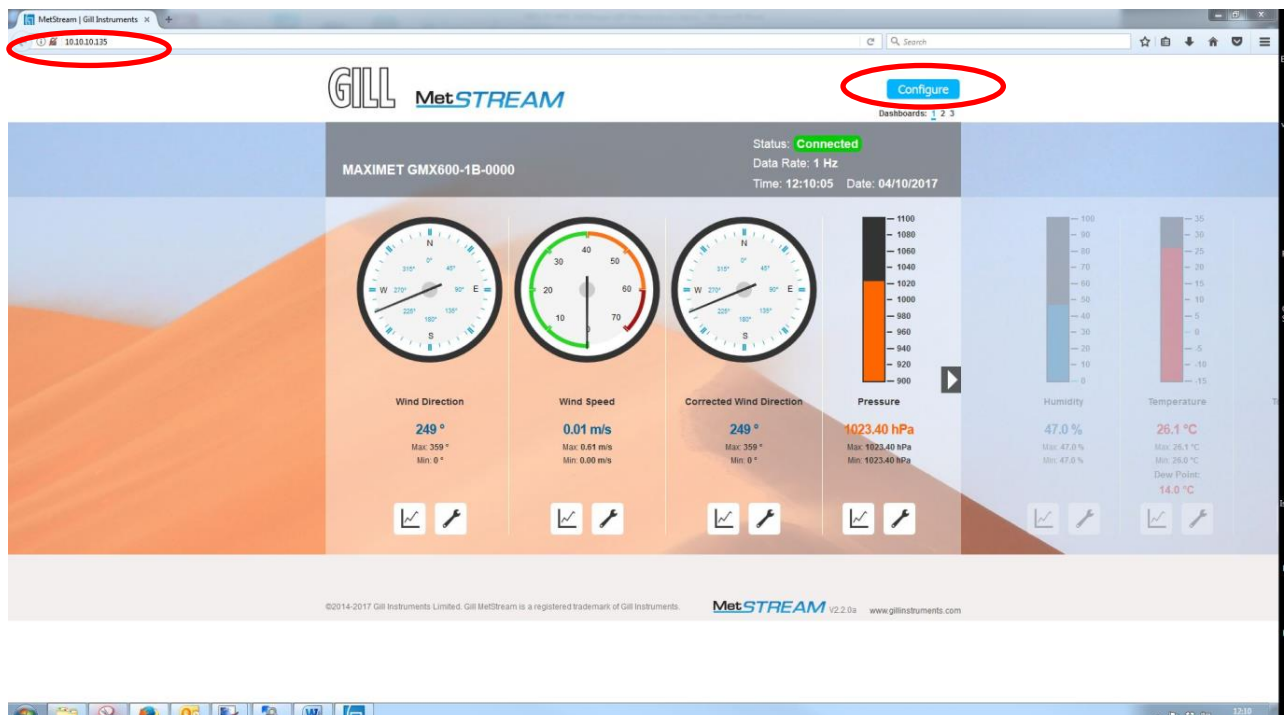 MetStream | Gill Instruments × +
10.10.10.135
Search
GILL MetSTREAM
Configure
Dashboards: 1 2 3
MAXIMET GMX600-1B-0000
Status: Connected
Data Rate: 1 Hz
Time: 12:10:05 Date: 04/10/2017
N
0°
45°
90°
E
135°
180°
S
225°
270°
W
315°
0
10
20
30
40
50
60
70
N
0°
45°
90°
E
135°
180°
S
225°
270°
W
315°
1100
1080
1060
1040
1020
1000
980
960
940
920
900
100
90
80
70
60
50
40
30
20
10
0
35
30
25
20
15
10
5
0
-5
-10
-15
Wind Direction
249 °
Max: 359 °
Min: 0 °
Wind Speed
0.01 m/s
Max: 0.61 m/s
Min: 0.00 m/s
Corrected Wind Direction
249 °
Max: 359 °
Min: 0 °
Pressure
1023.40 hPa
Max: 1023.40 hPa
Min: 1023.40 hPa
Humidity
47.0 %
Max: 47.0 %
Min: 47.0 %
Temperature
26.1 °C
Max: 26.1 °C
Min: 26.0 °C
Dew Point:
14.0 °C
©2014-2017 Gill Instruments Limited. Gill MetStream is a registered trademark of Gill Instruments.
MetSTREAM V2.2.0a www.gillinstruments.com
12:10